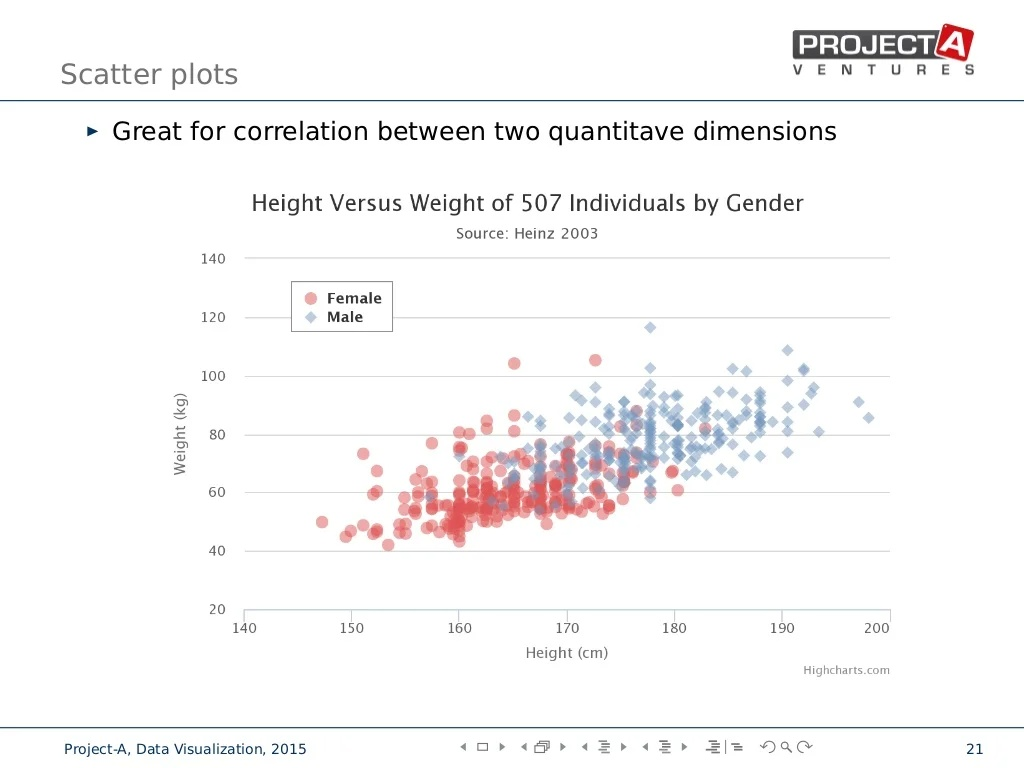 PROJECT A
VENTURES
Scatter plots
Great for correlation between two quantitave dimensions
Height Versus Weight of 507 Individuals by Gender
Source: Heinz 2003
Female
Male
Weight (kg)
140
120
100
80
60
40
20
140 150 160 170 180 190 200
Height (cm)
Highcharts.com
Project-A, Data Visualization, 2015
21